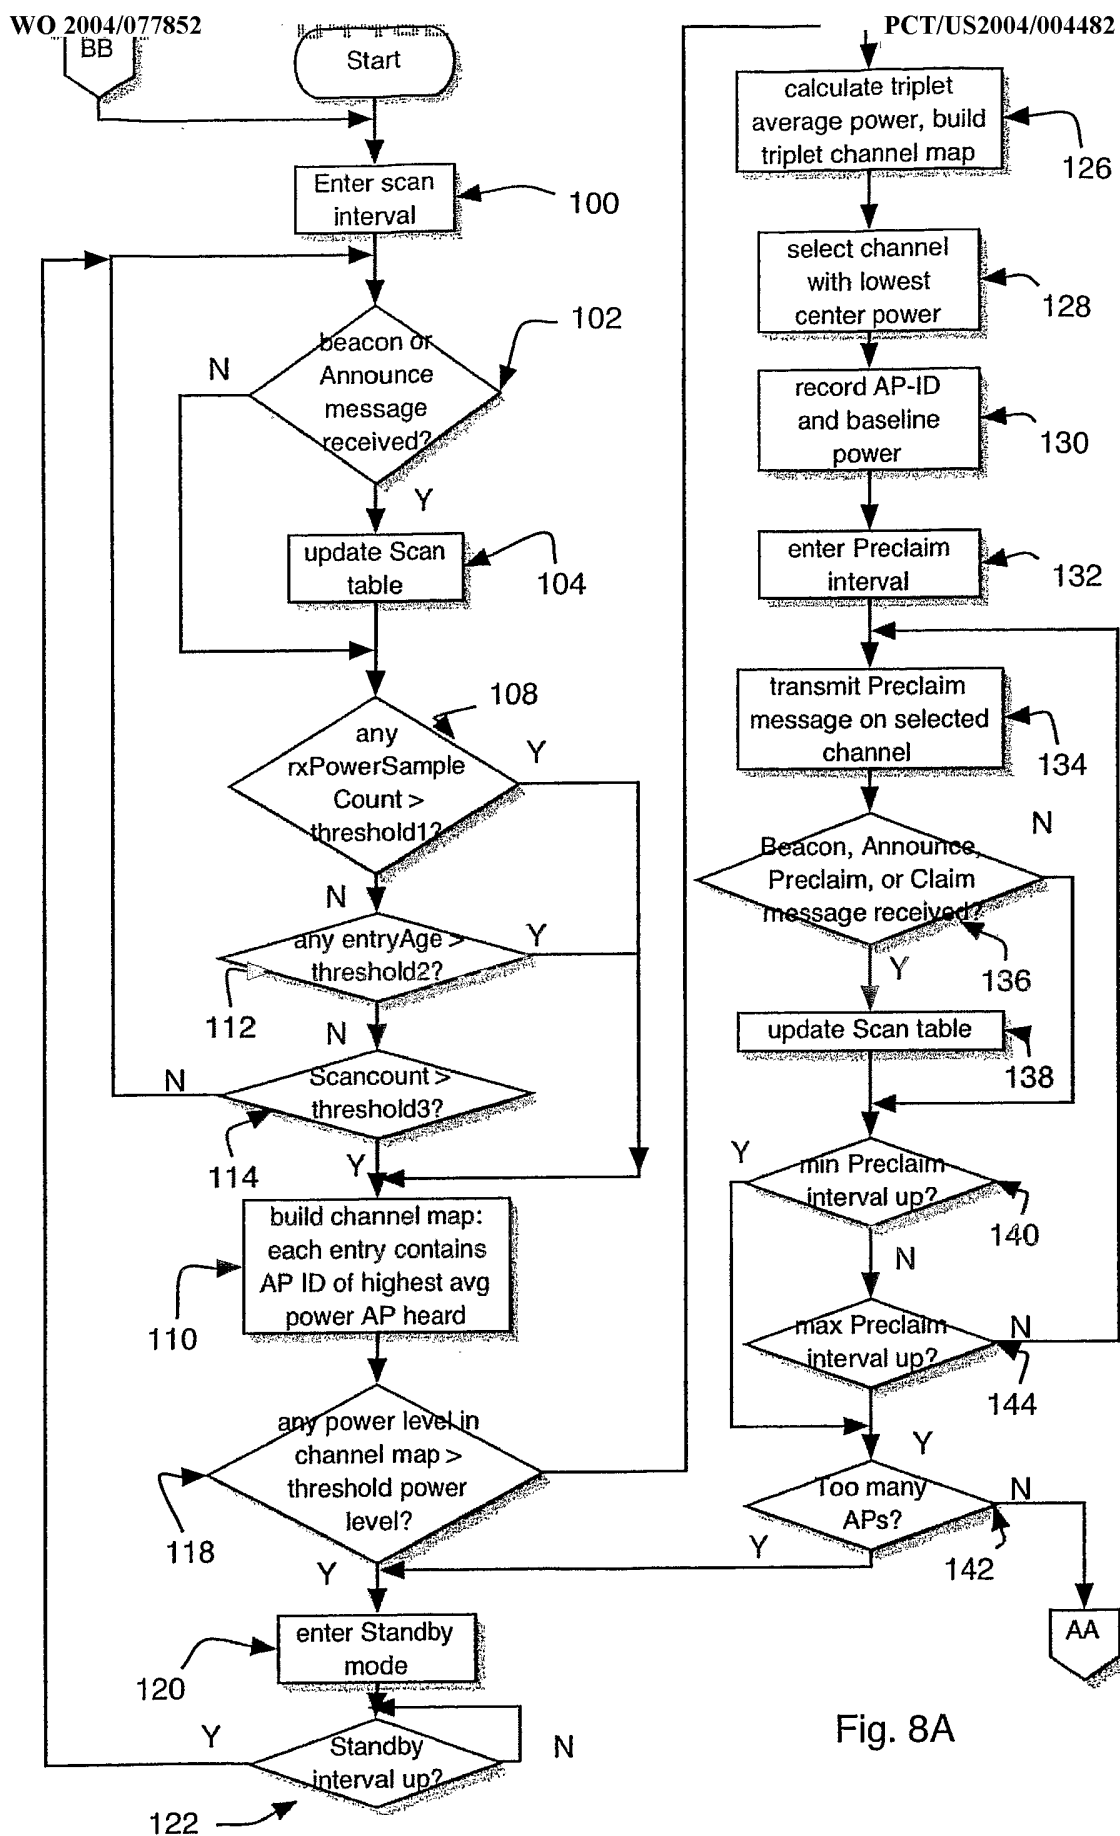 WO 2004/077852
PCT/US2004/004482
BB
Start
Enter scan
interval
100
beacon or
Announce
message
received?
102
N
Y
update Scan
table
104
any
rxPowerSample
Count >
threshold1?
108
Y
N
any entryAge >
threshold2?
Y
112
N
Scancount >
threshold3?
N
114
Y
build channel map:
each entry contains
AP ID of highest avg
power AP heard
110
any power level in
channel map >
threshold power
level?
118
Y
enter Standby
mode
120
Standby
interval up?
Y
N
122
calculate triplet
average power, build
triplet channel map
126
select channel
with lowest
center power
128
record AP-ID
and baseline
power
130
enter Preclaim
interval
132
transmit Preclaim
message on selected
channel
134
Beacon, Announce,
Preclaim, or Claim
message received?
N
136
Y
update Scan table
138
min Preclaim
interval up?
Y
140
N
max Preclaim
interval up?
N
144
Y
Too many
APs?
N
Y
142
AA
Fig. 8A